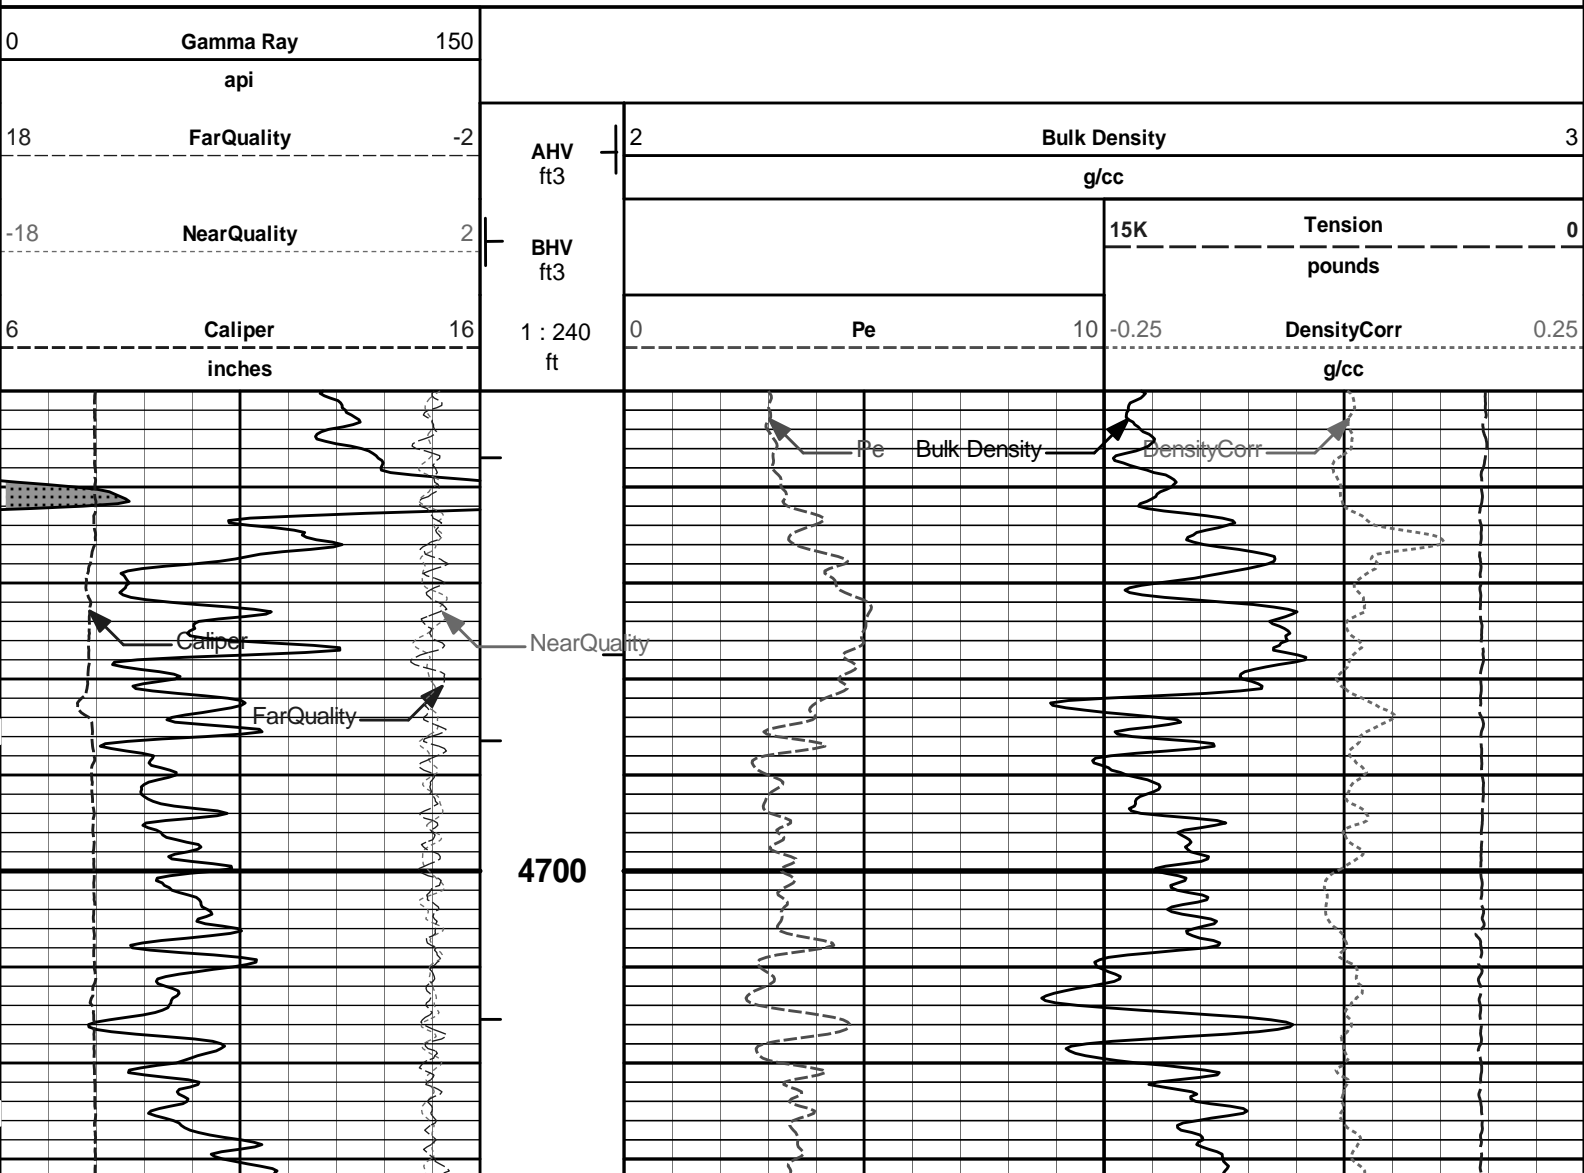 0 Gamma Ray 150
api
18 FarQuality -2
-18 NearQuality 2
6 Caliper 16
inches
AHV
ft3
BHV
ft3
1 : 240
ft
2 Bulk Density 3
g/cc
15K Tension 0
pounds
0 Pe 10
-0.25 DensityCorr 0.25
g/cc
Pe
Bulk Density
DensityCorr
Caliper
NearQuality
FarQuality
4700